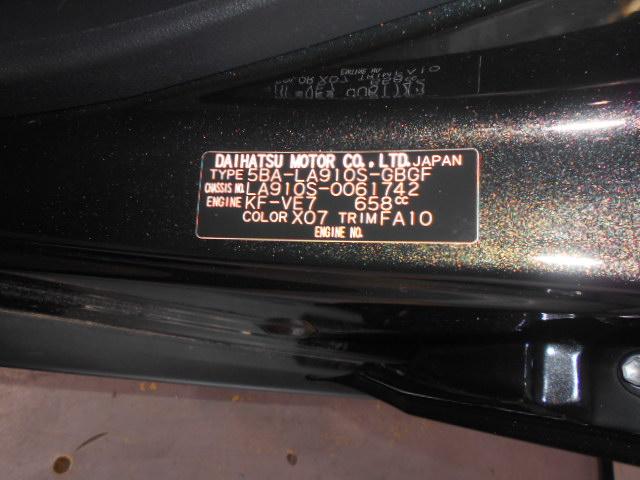 DAIHATSU MOTOR CO., LTD. JAPAN
TYPE 5BA-LA910S-GBGF
CHASSIS NO. LA910S-0061742
ENGINE KF-VE7 658cc
COLOR X07 TRIM FA10
ENGINE NO.